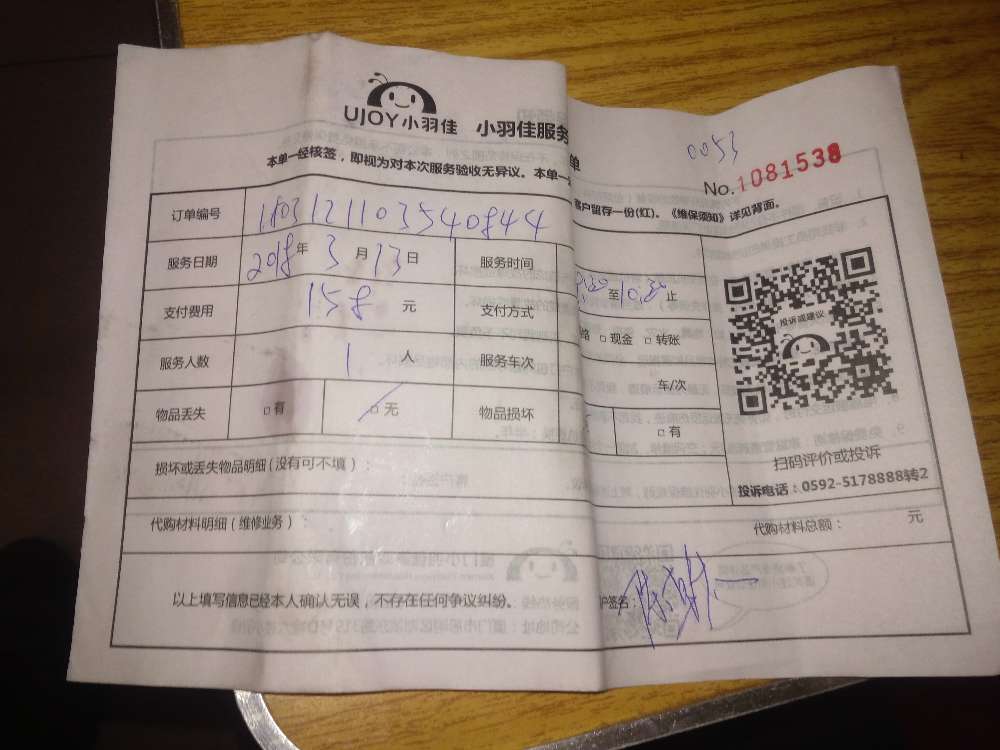 UJOY小羽佳 小羽佳服务 单
0053
No.1081538
本单一经核签，即视为对本次服务验收无异议。本单一 客户留存一份(红)。《维保须知》详见背面。
订单编号 1803121103540844
服务日期 2018年3月13日 服务时间 至10:30止
支付费用 158元 支付方式 □现金 □转账
服务人数 1人 服务车次 车/次
物品丢失 □有 □无 物品损坏 □有
投诉或建议
扫码评价或投诉
投诉电话：0592-5178888转2
损坏或丢失物品明细(没有可不填)：
代购材料明细(维修业务)： 代购材料总额： 元
以上填写信息已经本人确认无误，不存在任何争议纠纷。 户签名：